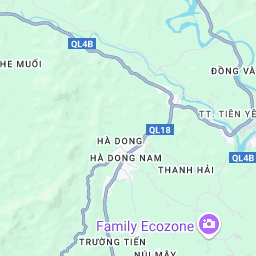 QL4B
HE MUỐI
ĐỒNG VĂ
TT. TIÊN YÊ
QL18
HÀ DONG
HÀ DONG NAM
QL4B
THANH HẢI
Family Ecozone
TRƯỜNG TIẾN
NÚI MÂY